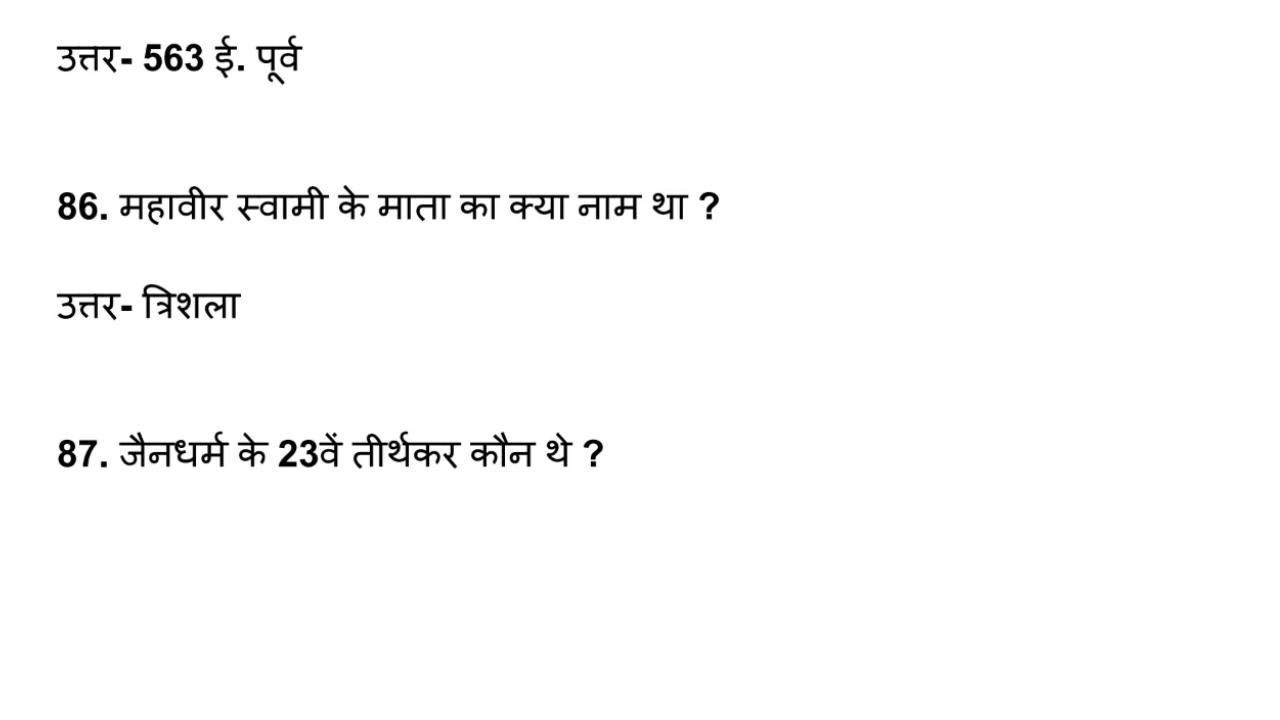 उत्तर- 563 ई. पूर्व
86. महावीर स्वामी के माता का क्या नाम था ?
उत्तर- त्रिशला
87. जैनधर्म के 23वें तीर्थकर कौन थे ?